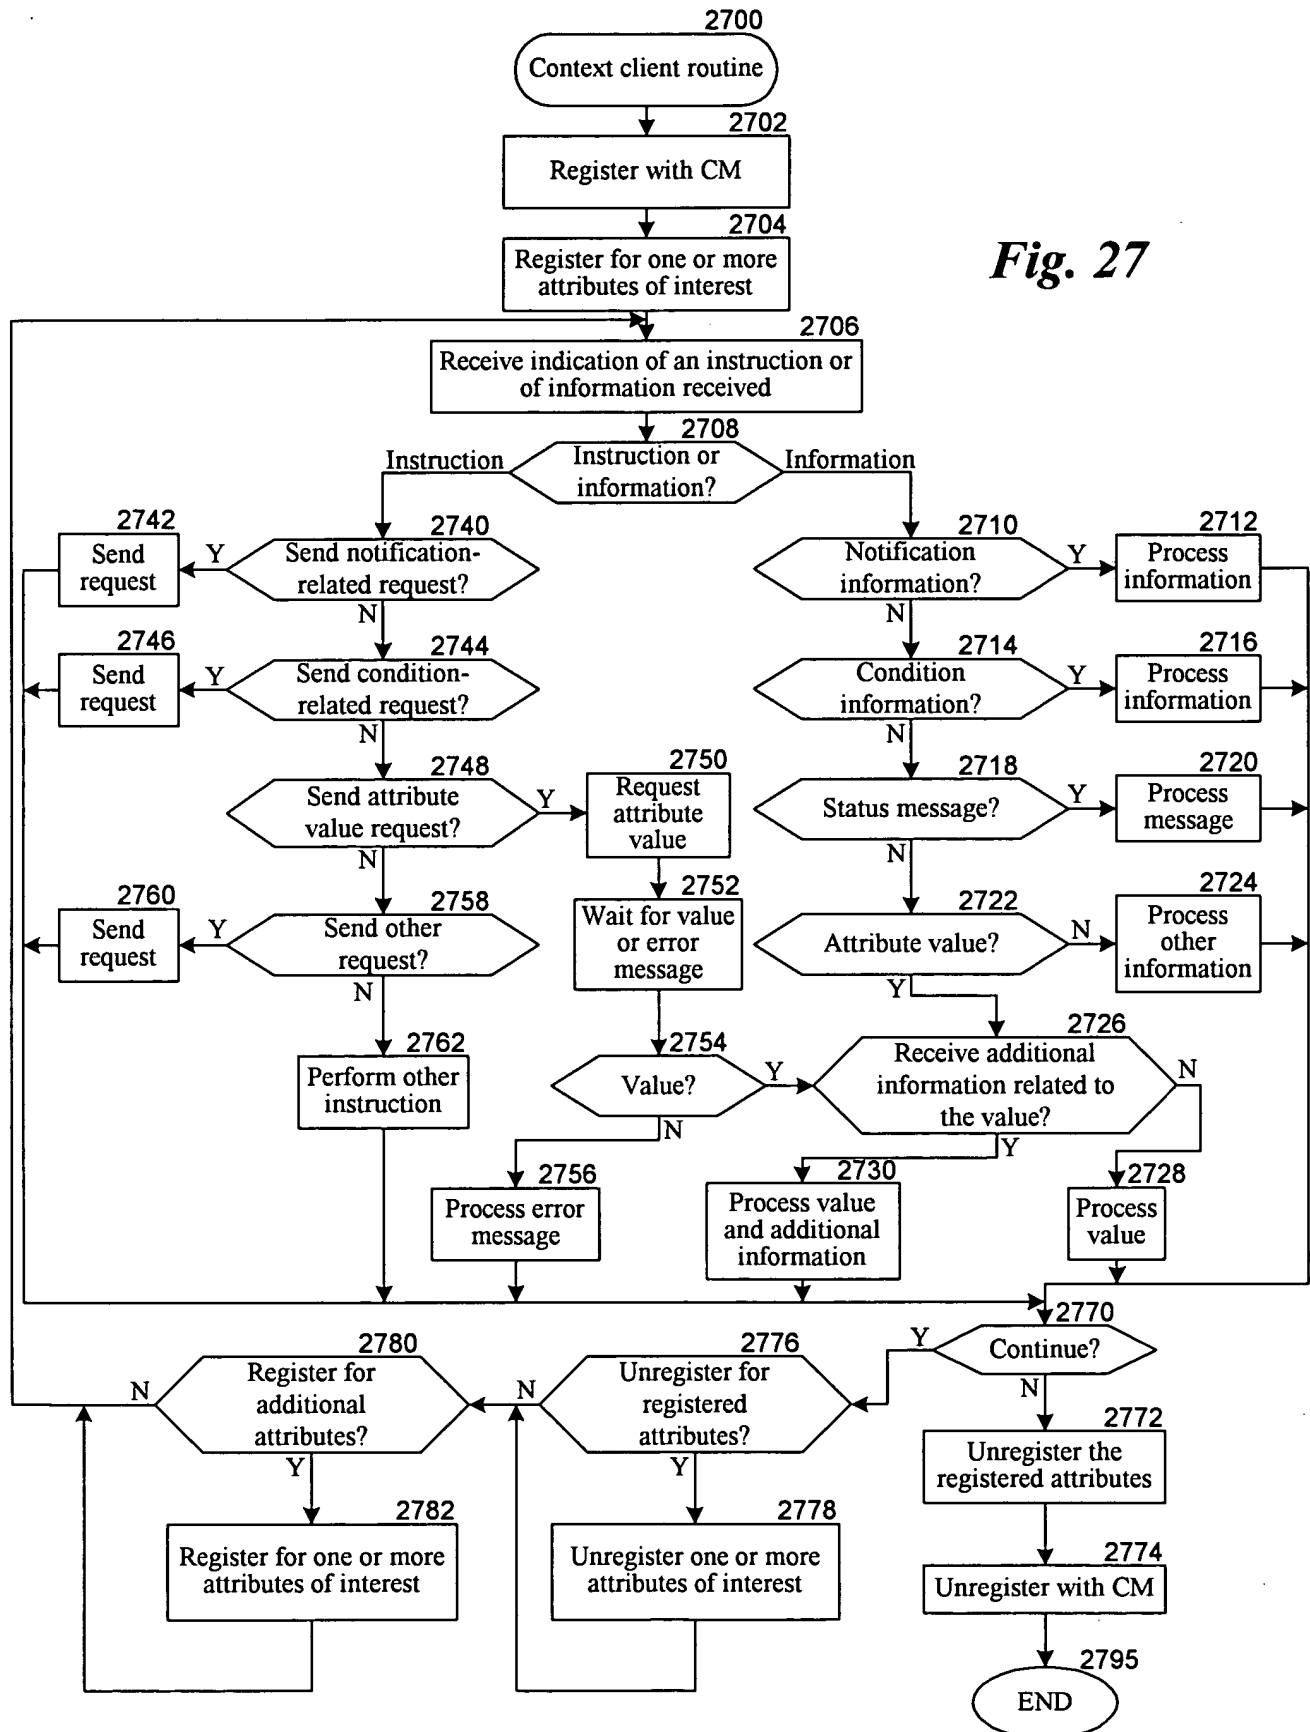 2700
Context client routine
2702
Register with CM
2704
Register for one or more
attributes of interest
Fig. 27
2706
Receive indication of an instruction or
of information received
2708
Instruction
Instruction or
information?
Information
2742
Send
request
Y
2740
Send notification-
related request?
N
2710
Notification
information?
Y
N
2712
Process
information
2746
Send
request
Y
2744
Send condition-
related request?
N
2714
Condition
information?
Y
N
2716
Process
information
2748
Send attribute
value request?
Y
N
2750
Request
attribute
value
2718
Status message?
Y
N
2720
Process
message
2760
Send
request
Y
2758
Send other
request?
N
2752
Wait for value
or error
message
2722
Attribute value?
N
Y
2724
Process
other
information
2762
Perform other
instruction
2754
Value?
Y
N
2726
Receive additional
information related to
the value?
N
Y
2756
Process error
message
2730
Process value
and additional
information
2728
Process
value
2770
Continue?
Y
N
2780
Register for
additional
attributes?
N
Y
2776
Unregister for
registered
attributes?
N
Y
2772
Unregister the
registered attributes
2782
Register for one or more
attributes of interest
2778
Unregister one or more
attributes of interest
2774
Unregister with CM
2795
END